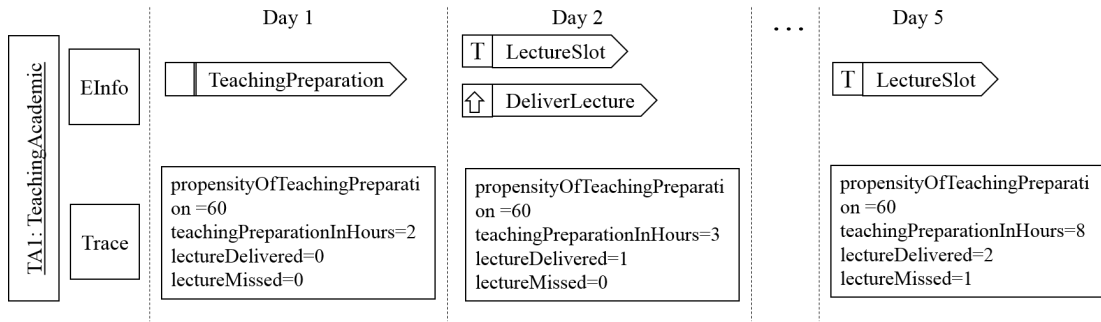 Day 1
Day 2
...
Day 5
TA1: TeachingAcademic
EInfo
TeachingPreparation
T LectureSlot
DeliverLecture
T LectureSlot
Trace
propensityOfTeachingPreparati
on =60
teachingPreparationInHours=2
lectureDelivered=0
lectureMissed=0
propensityOfTeachingPreparati
on =60
teachingPreparationInHours=3
lectureDelivered=1
lectureMissed=0
propensityOfTeachingPreparati
on =60
teachingPreparationInHours=8
lectureDelivered=2
lectureMissed=1